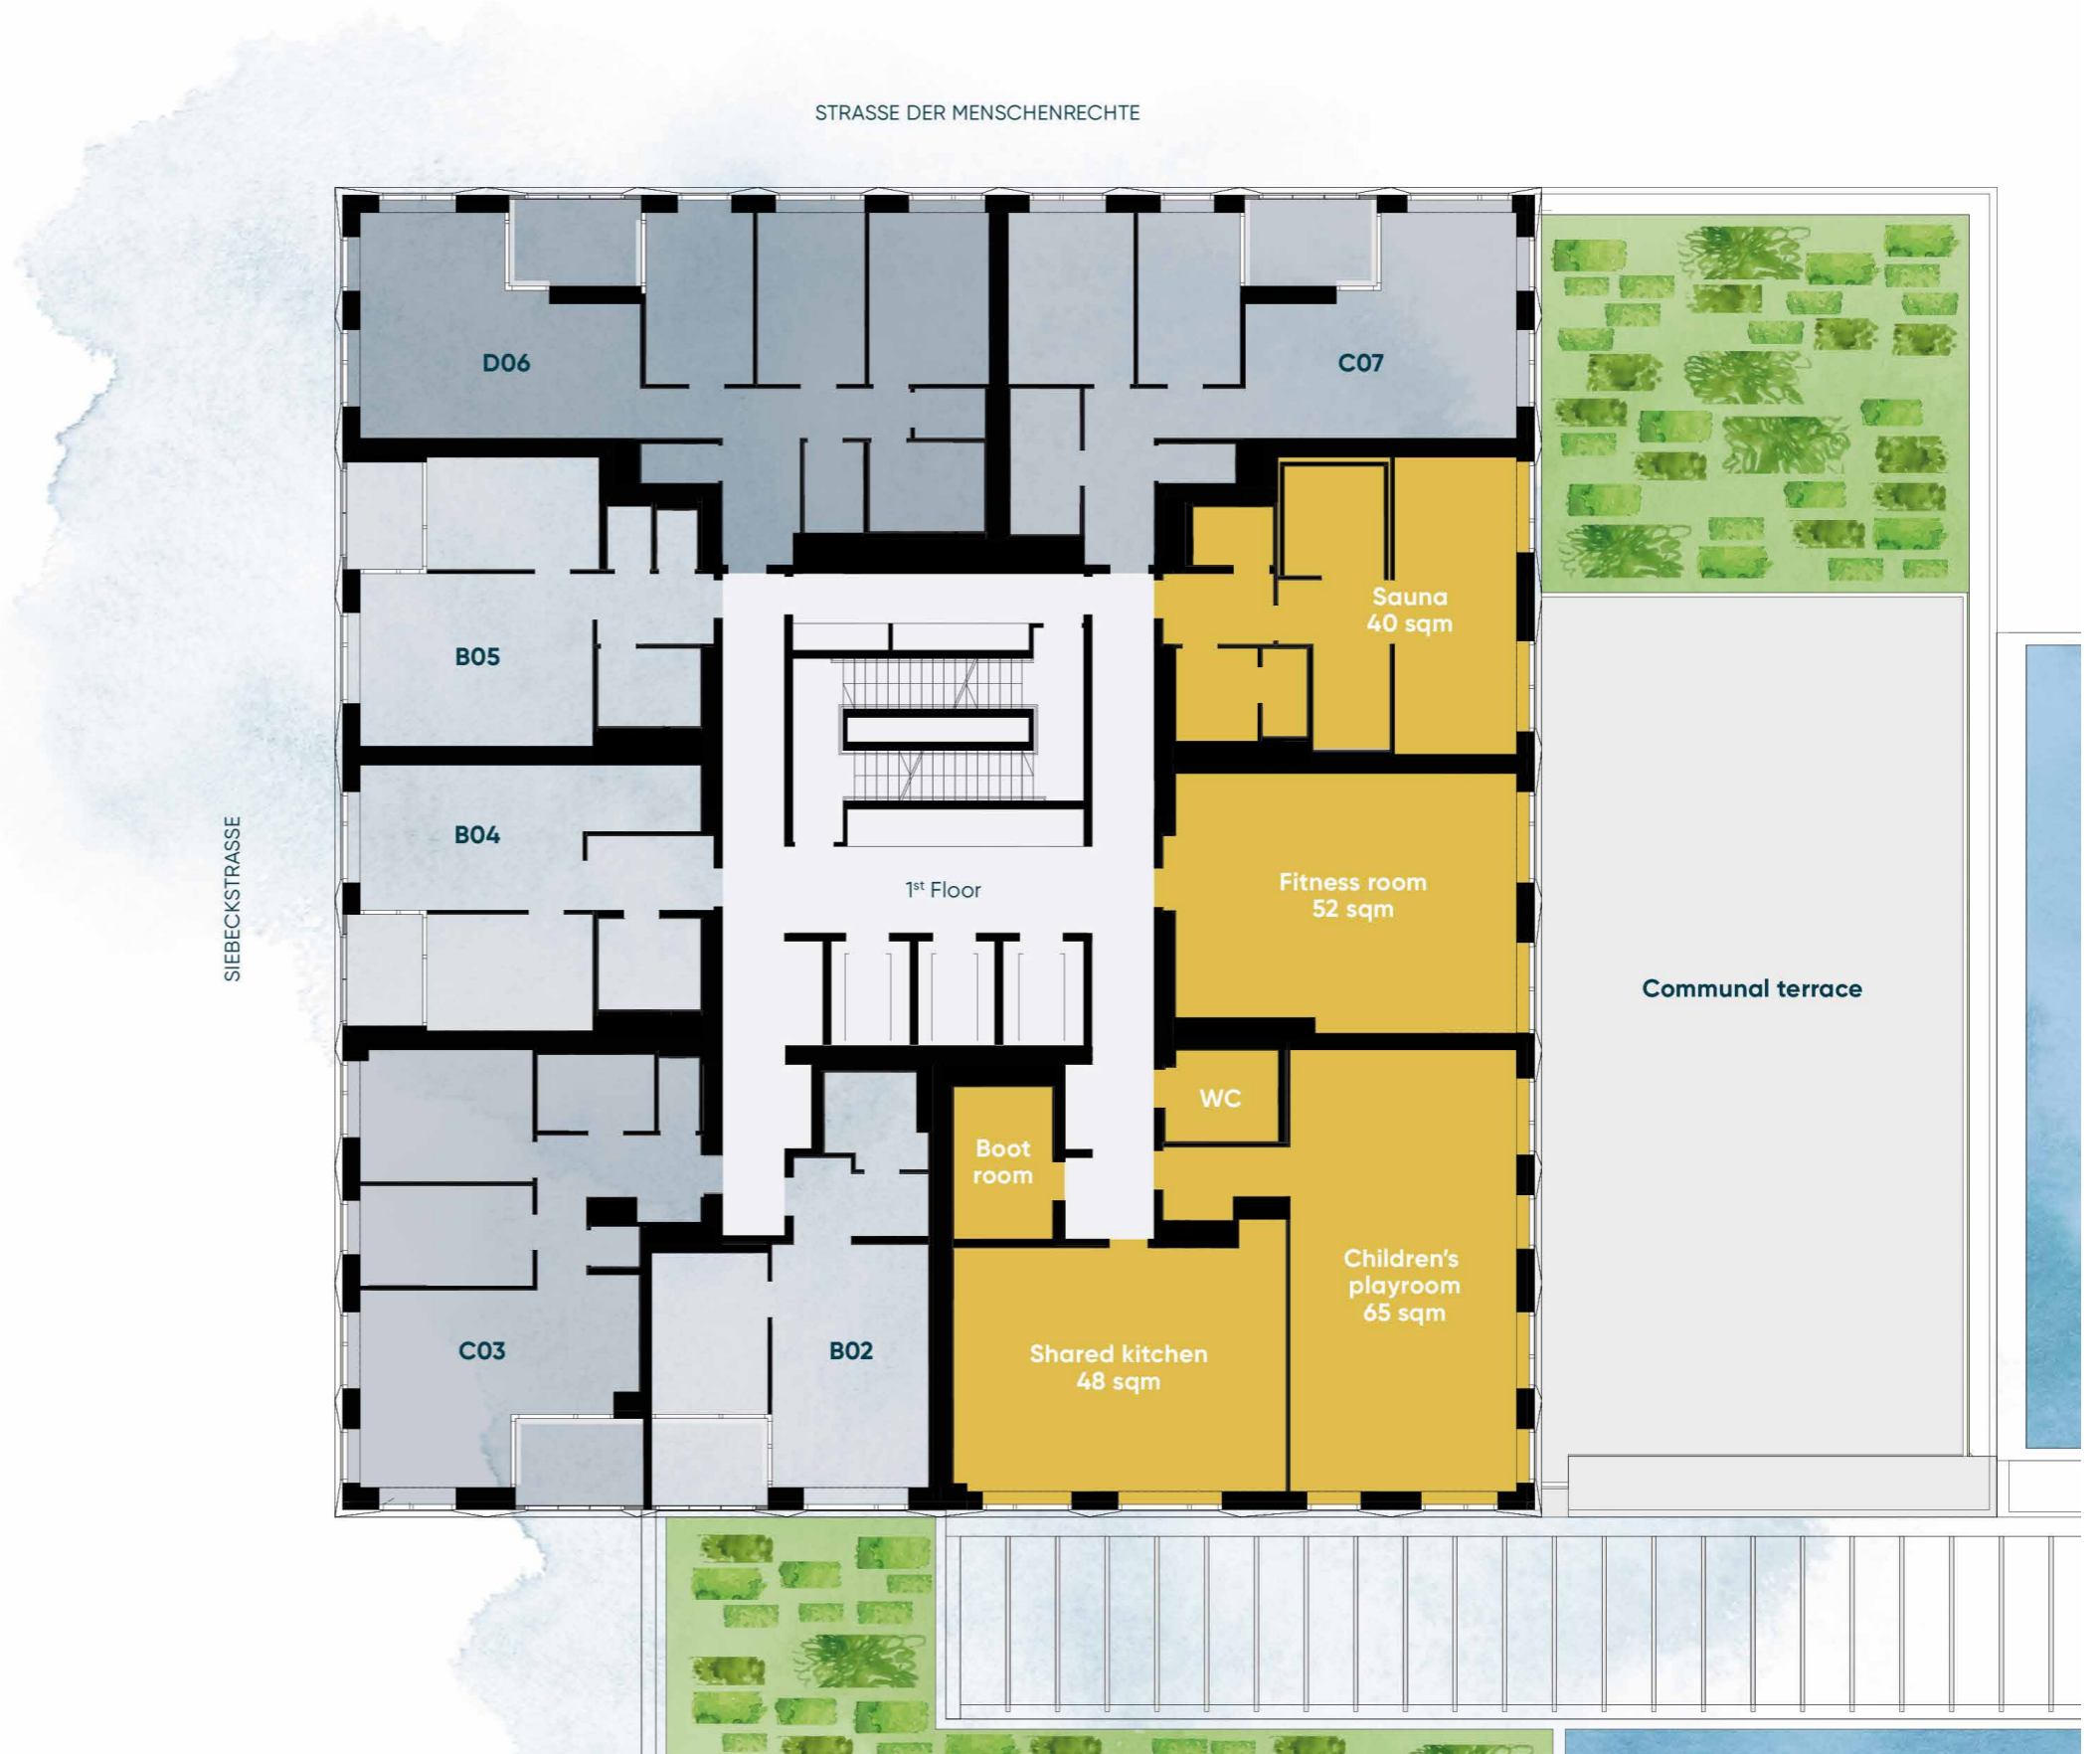 STRASSE DER MENSCHENRECHTE
D06
C07
Sauna
40 sqm
B05
B04
SIEBECKSTRASSE
1st Floor
Fitness room
52 sqm
Communal terrace
WC
Boot
room
Children's
playroom
65 sqm
C03
B02
Shared kitchen
48 sqm